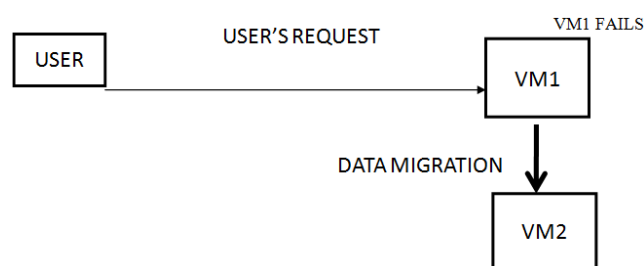 VM1 FAILS
USER'S REQUEST
USER
VM1
DATA MIGRATION
VM2